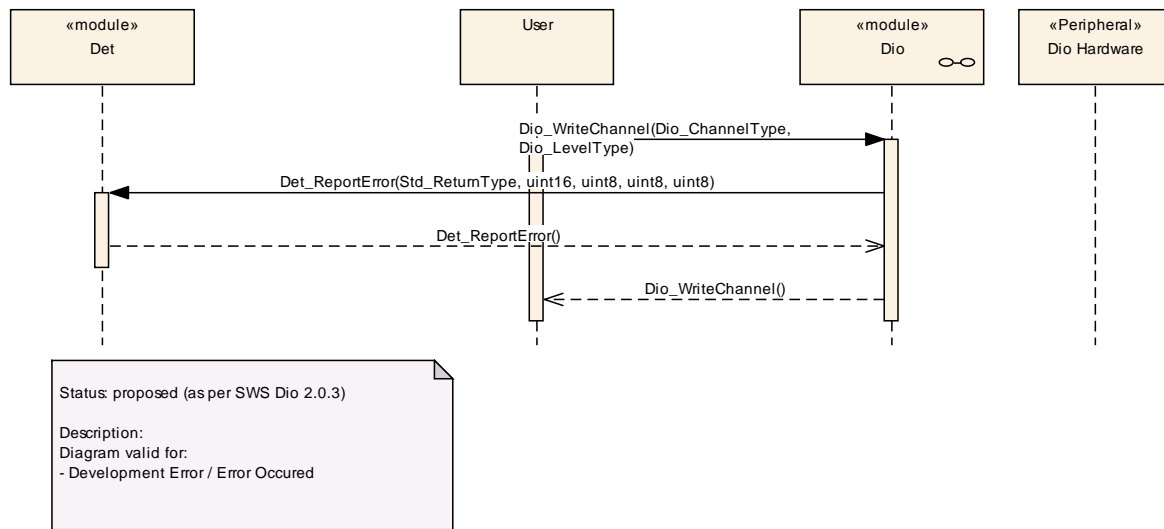 «module»
Det
User
«module»
Dio
«Peripheral»
Dio Hardware
Dio_WriteChannel(Dio_ChannelType,
Dio_LevelType)
Det_ReportError(Std_ReturnType, uint16, uint8, uint8, uint8)
Det_ReportError()
Dio_WriteChannel()
Status: proposed (as per SWS Dio 2.0.3)
Description:
Diagram valid for:
- Development Error / Error Occured